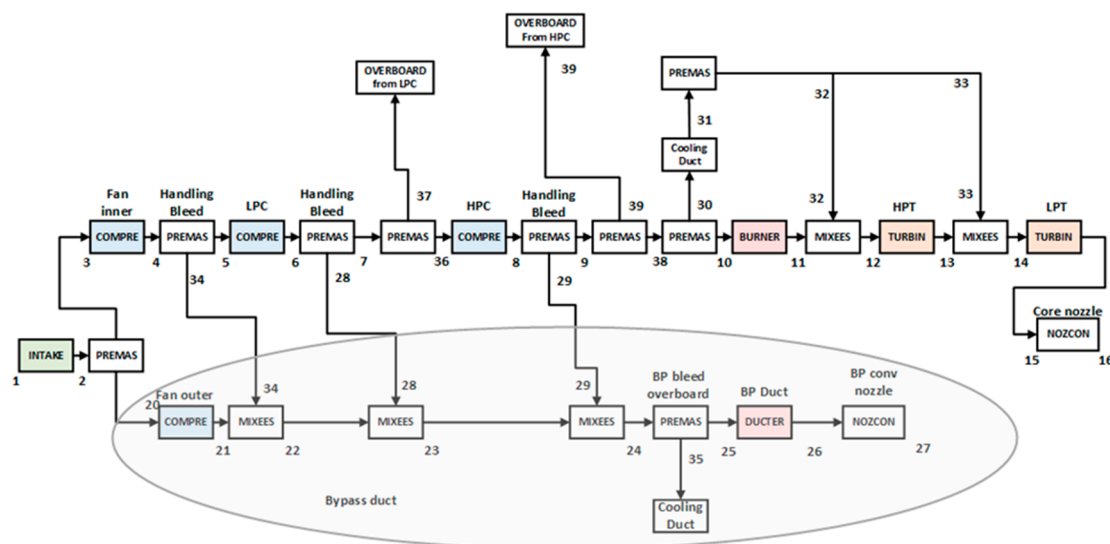 OVERBOARD
From HPC
OVERBOARD
from LPC
39
PREMAS
32
33
31
Cooling
Duct
Fan
inner
Handling
Bleed
LPC
Handling
Bleed
37
HPC
Handling
Bleed
39
30
32
HPT
33
LPT
COMPRE
PREMAS
COMPRE
PREMAS
PREMAS
COMPRE
PREMAS
PREMAS
PREMAS
BURNER
MIXEES
TURBIN
MIXEES
TURBIN
3
4
5
6
7
36
8
9
38
10
11
12
13
14
34
28
29
Core nozzle
INTAKE
PREMAS
NOZCON
1
2
15
16
34
28
29
BP bleed
overboard
BP Duct
BP conv
nozzle
20
Fan outer
COMPRE
MIXEES
MIXEES
MIXEES
PREMAS
DUCTER
NOZCON
21
22
23
24
35
25
26
27
Bypass duct
Cooling
Duct